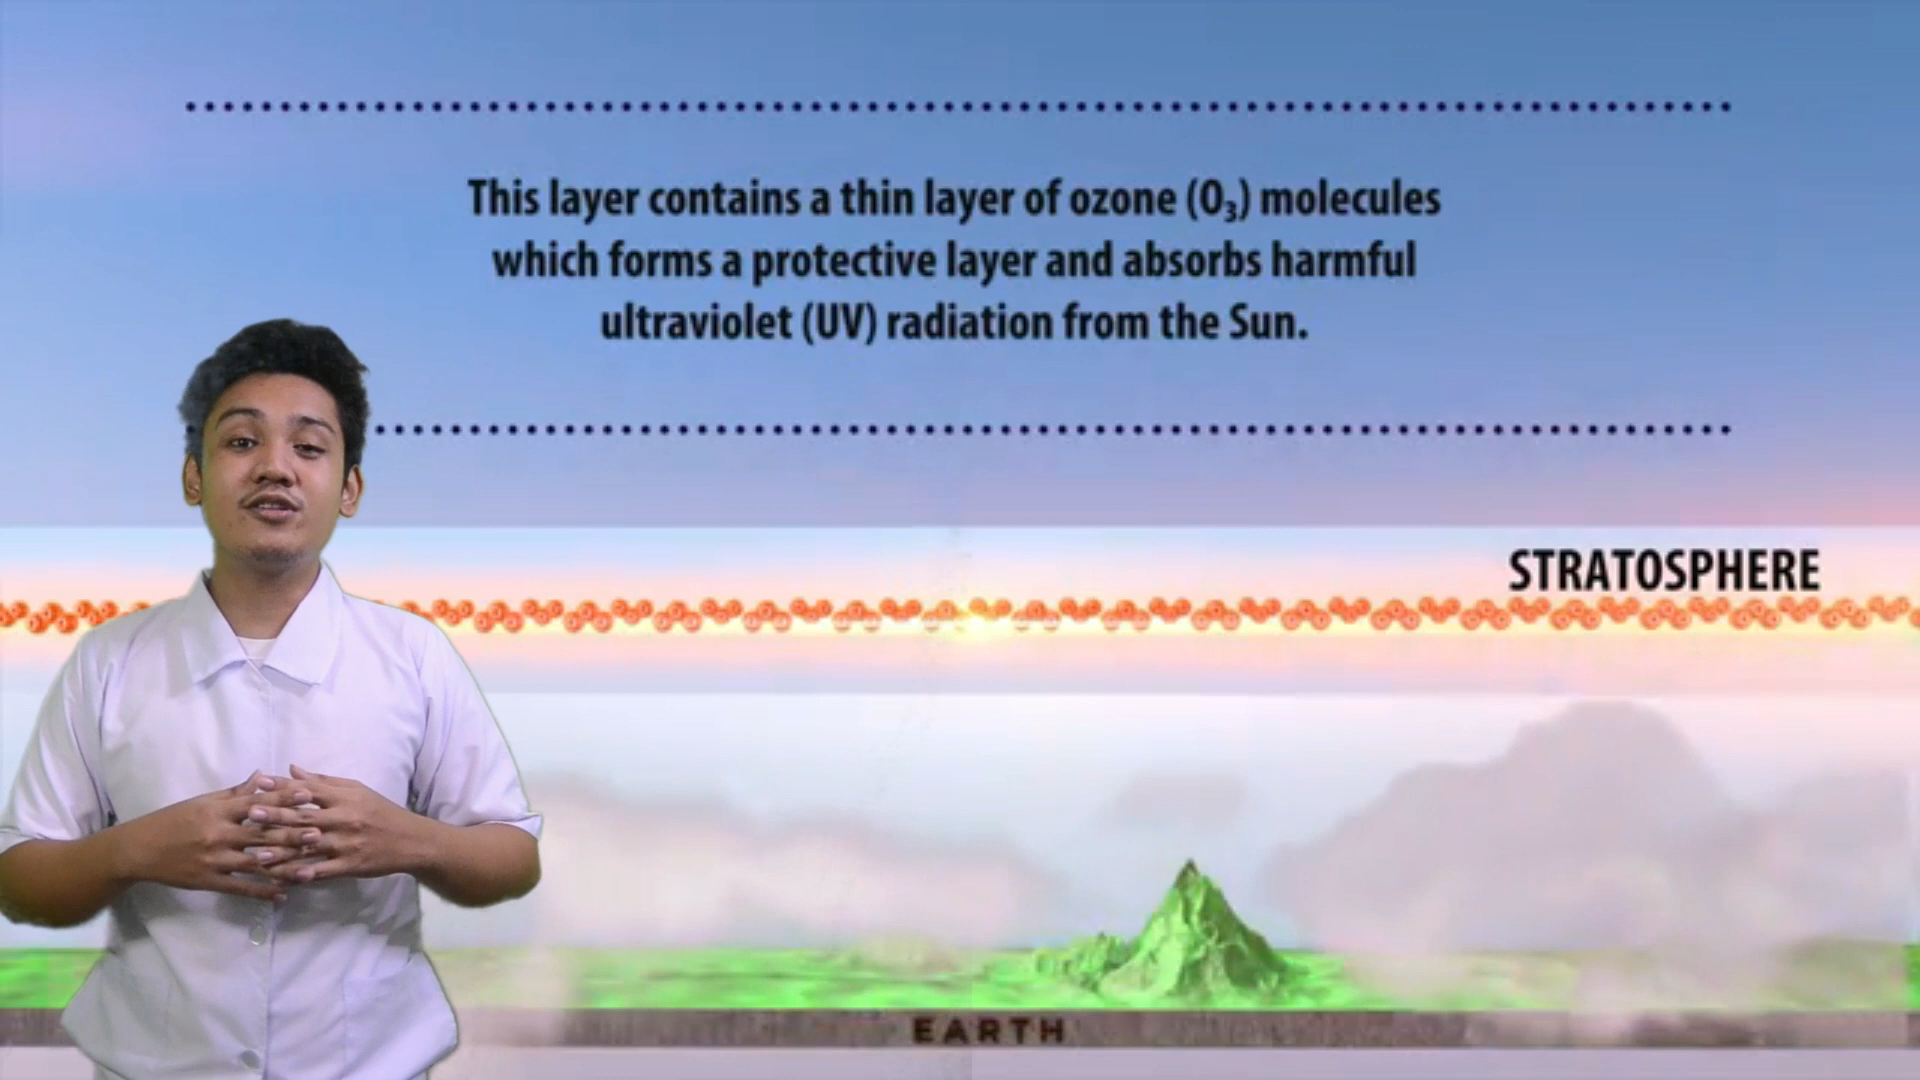 This layer contains a thin layer of ozone (O₃) molecules
which forms a protective layer and absorbs harmful
ultraviolet (UV) radiation from the Sun.
STRATOSPHERE
EARTH